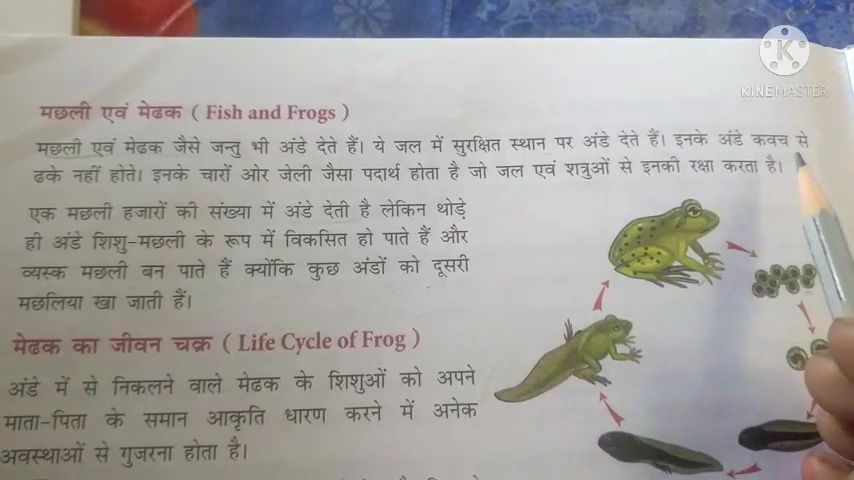 KINEMASTER
मछली एवं मेढक ( Fish and Frogs )
मछली एवं मेढक जैसे जन्तु भी अंडे देते हैं। ये जल में सुरक्षित स्थान पर अंडे देते हैं। इनके अंडे कवच से
ढके नहीं होते। इनके चारों ओर जेली जैसा पदार्थ होता है जो जल एवं शत्रुओं से इनकी रक्षा करता है।
एक मछली हजारों की संख्या में अंडे देती है लेकिन थोड़े
ही अंडे शिशु-मछली के रूप में विकसित हो पाते हैं और
व्यस्क मछली बन पाते हैं क्योंकि कुछ अंडों को दूसरी
मछलिया खा जाती हैं।
मेढक का जीवन चक्र ( Life Cycle of Frog )
अंडे में से निकलने वाले मेढक के शिशुओं को अपने
माता-पिता के समान आकृति धारण करने में अनेक
अवस्थाओं से गुजरना होता है।